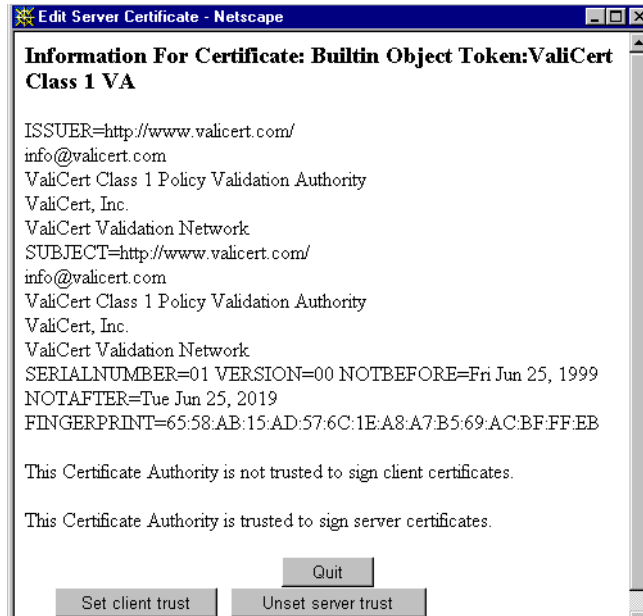 Edit Server Certificate - Netscape
Information For Certificate: Builtin Object Token:ValiCert
Class 1 VA
ISSUER=http://www.valicert.com/
info@valicert.com
ValiCert Class 1 Policy Validation Authority
ValiCert, Inc.
ValiCert Validation Network
SUBJECT=http://www.valicert.com/
info@valicert.com
ValiCert Class 1 Policy Validation Authority
ValiCert, Inc.
ValiCert Validation Network
SERIALNUMBER=01 VERSION=00 NOTBEFORE=Fri Jun 25, 1999
NOTAFTER=Tue Jun 25, 2019
FINGERPRINT=65:58:AB:15:AD:57:6C:1E:A8:A7:B5:69:AC:BF:FF:EB
This Certificate Authority is not trusted to sign client certificates.
This Certificate Authority is trusted to sign server certificates.
Quit
Set client trust Unset server trust